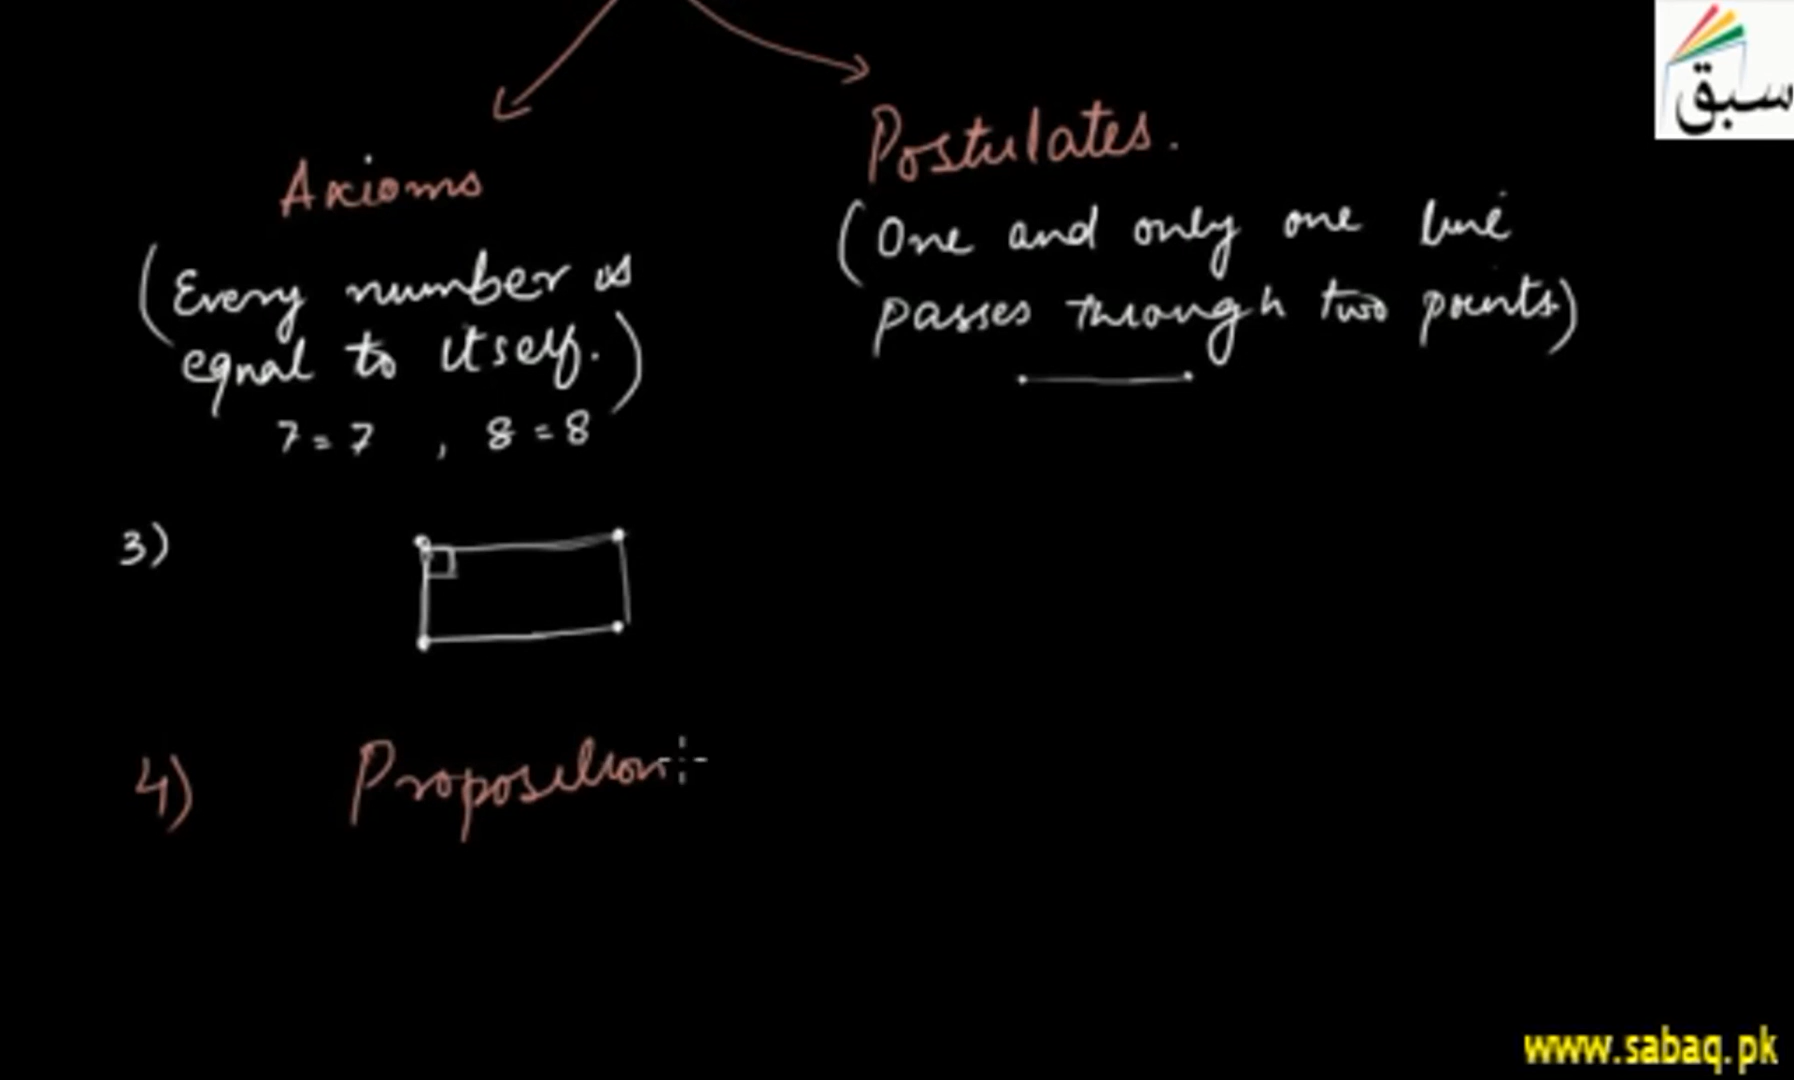 سبق
Axioms
Postulates.
(Every number is
equal to itself.)
7 = 7 , 8 = 8
(One and only one line
passes through two points)
3)
4) Proposition
www.sabaq.pk